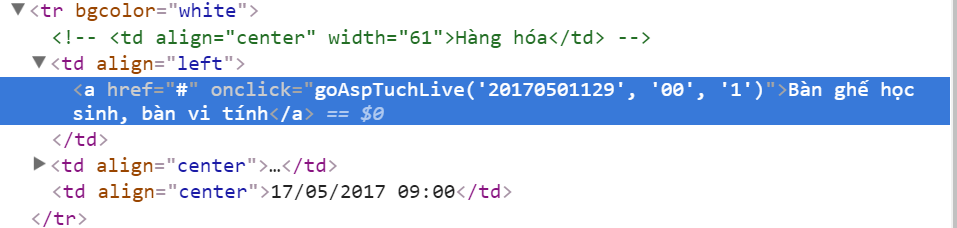 ▼<tr bgcolor="white">
<!-- <td align="center" width="61">Hàng hóa</td> -->
▼<td align="left">
<a href="#" onclick="goAspTuchLive('20170501129', '00', '1')">Bàn ghế học
sinh, bàn vi tính</a> == $0
</td>
▶<td align="center">…</td>
<td align="center">17/05/2017 09:00</td>
</tr>